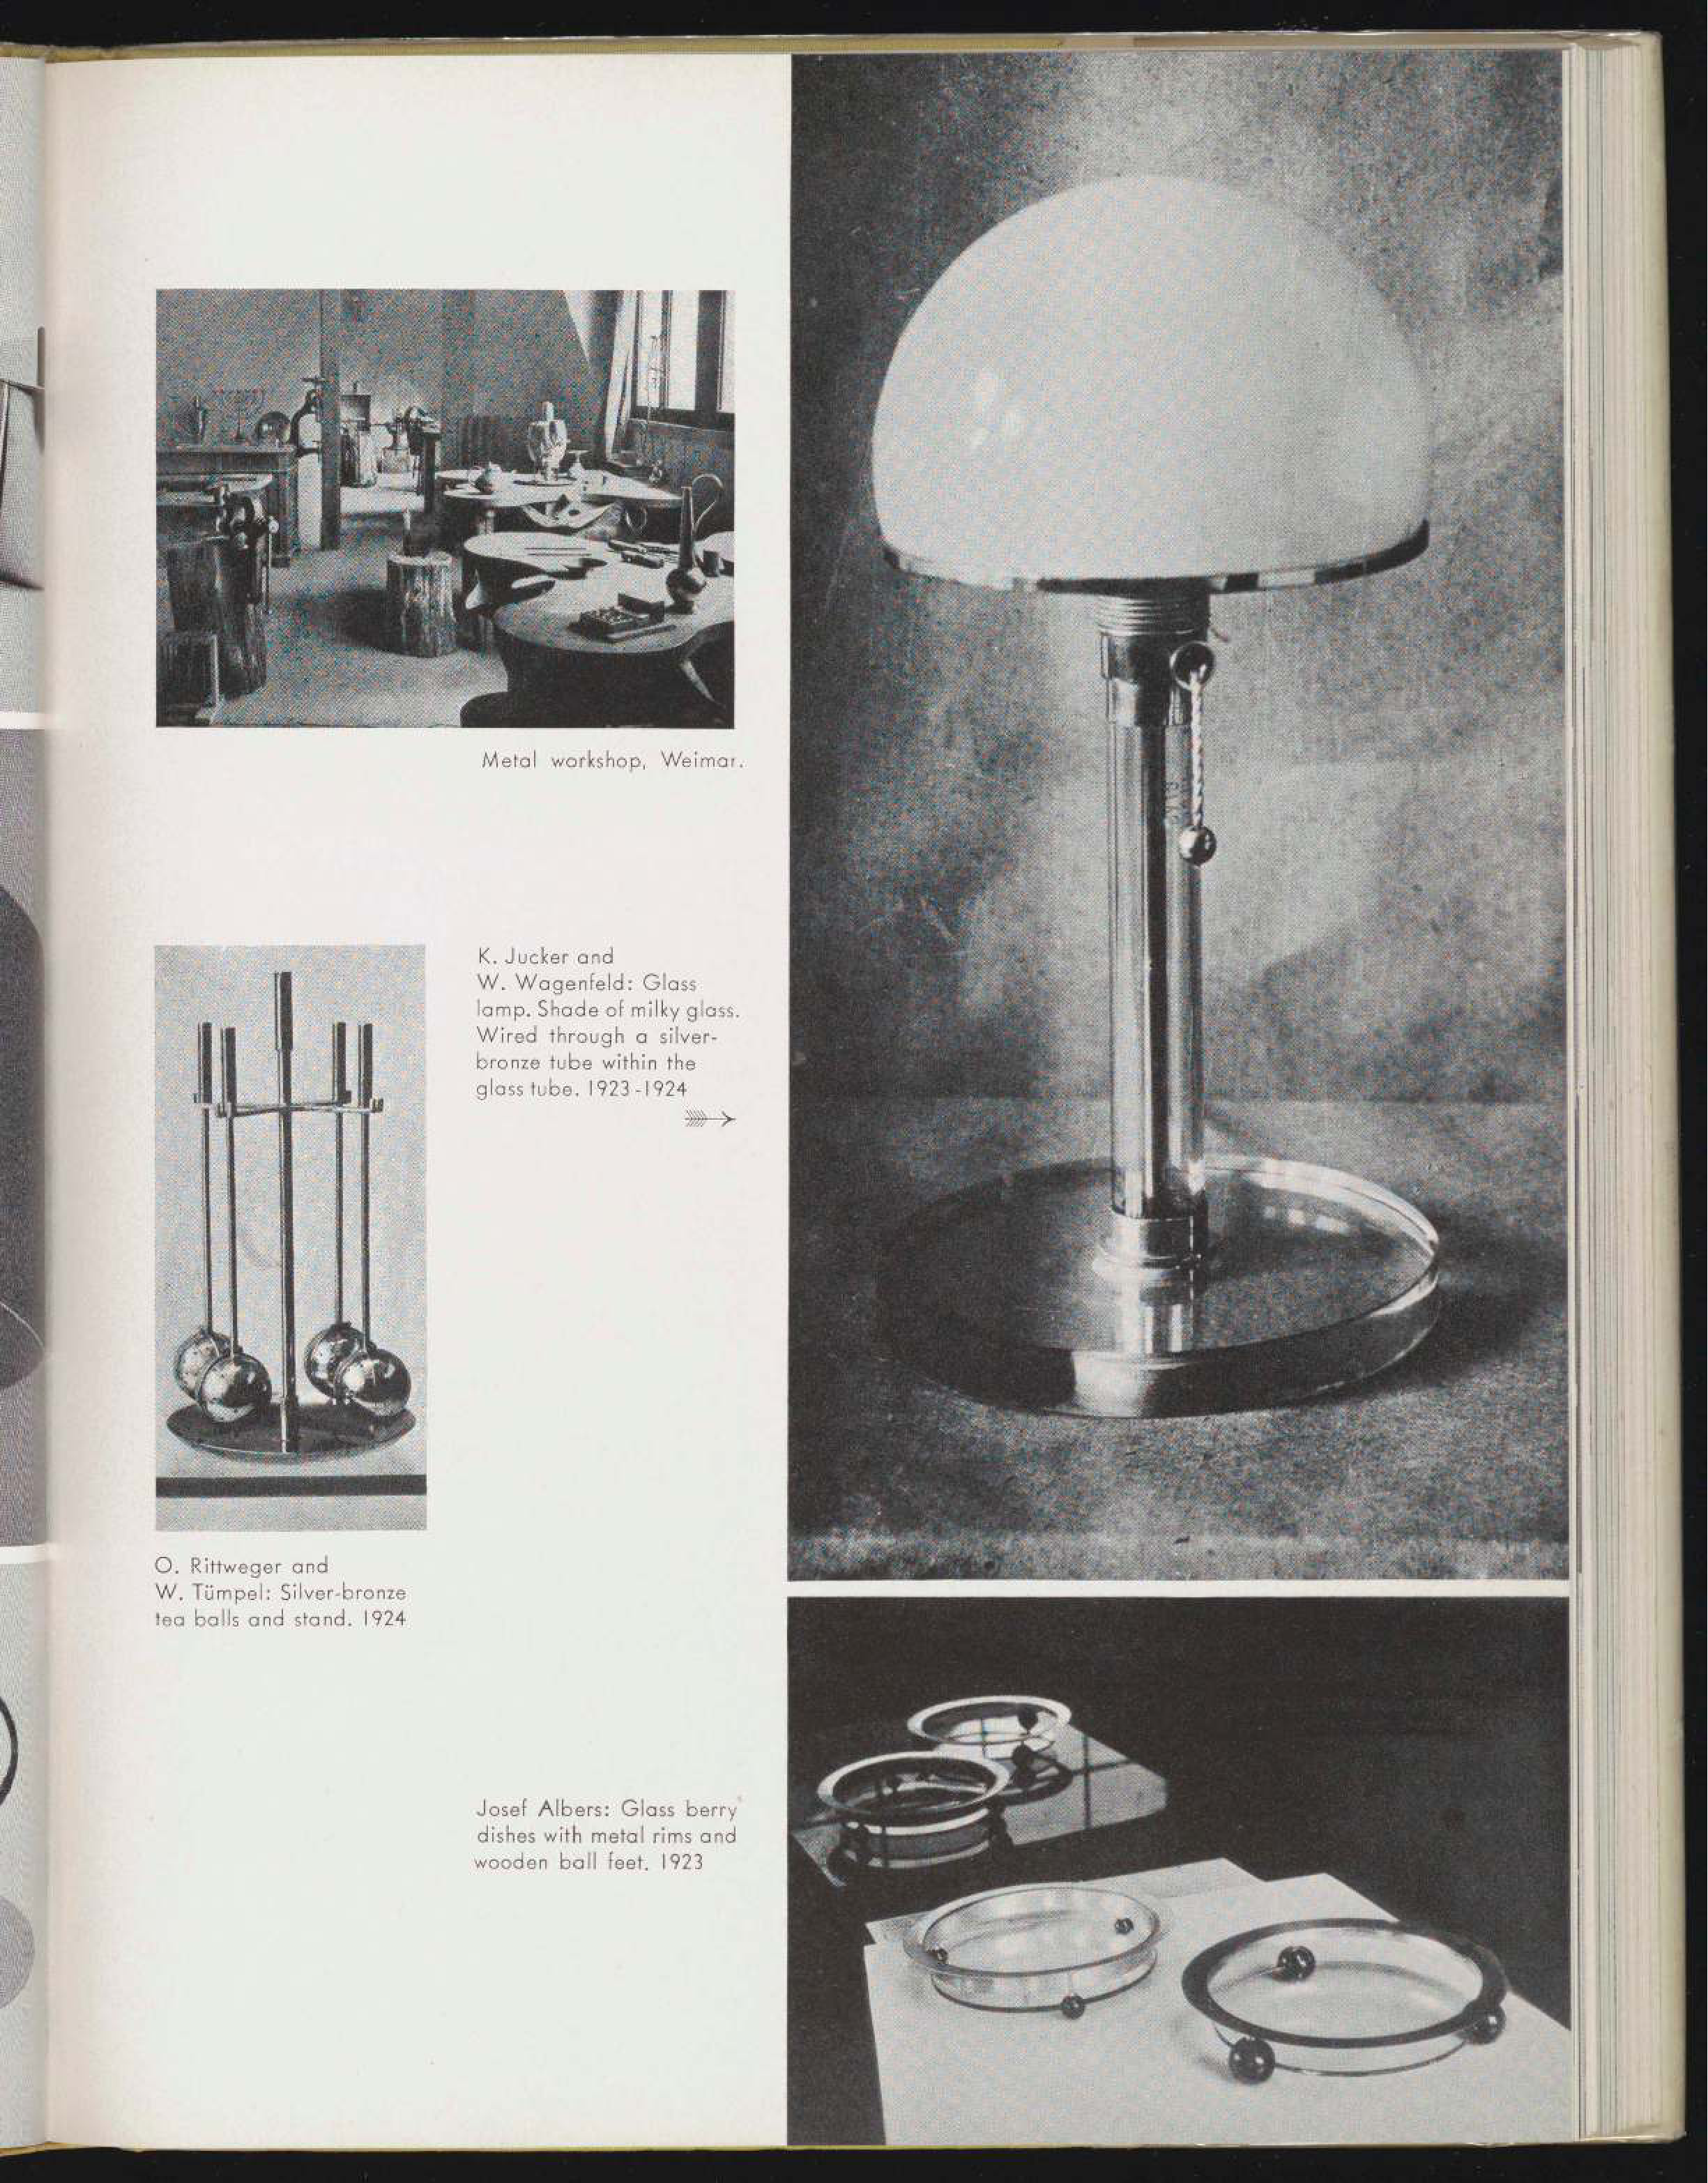 Metal workshop, Weimar.
K. Jucker and
W. Wagenfeld: Glass
lamp. Shade of milky glass.
Wired through a silver-
bronze tube within the
glass tube. 1923-1924
O. Rittweger and
W. Tümpel: Silver-bronze
tea balls and stand. 1924
Josef Albers: Glass berry
dishes with metal rims and
wooden ball feet. 1923